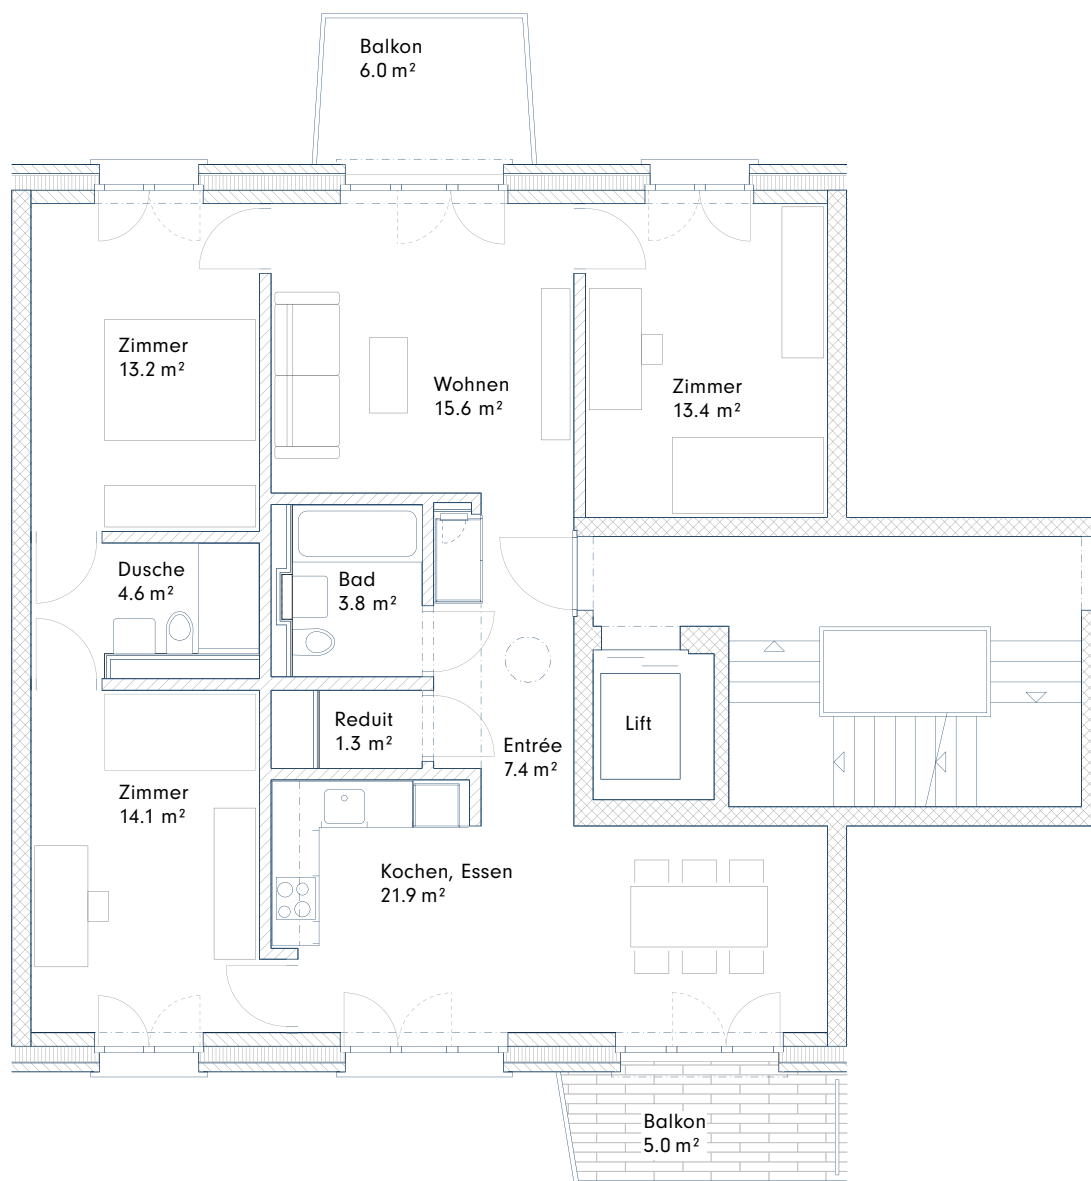 Balkon
6.0 m²
Zimmer
13.2 m²
Wohnen
15.6 m²
Zimmer
13.4 m²
Dusche
4.6 m²
Bad
3.8 m²
Reduit
1.3 m²
Entrée
7.4 m²
Lift
Zimmer
14.1 m²
Kochen, Essen
21.9 m²
Balkon
5.0 m²